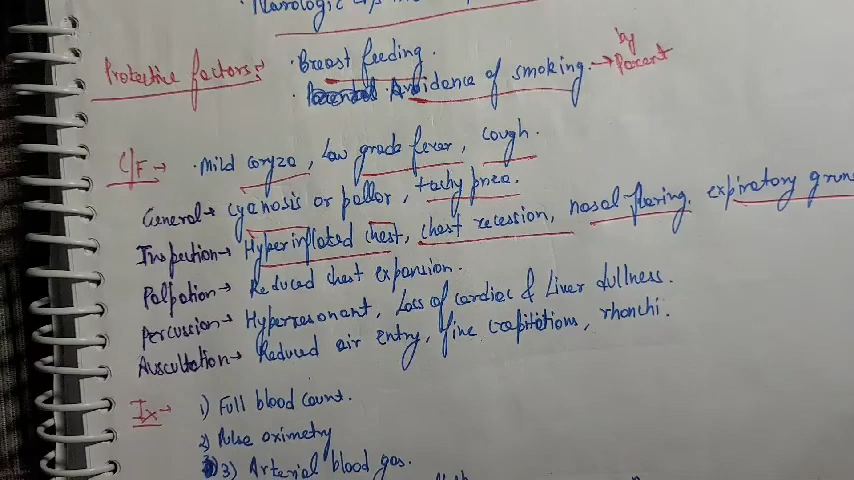 Protective factors:- · Breast feeding.
· Avoidence of smoking. → by Parent
C/F → · Mild coryza, Low grade fever, cough.
General → cyanosis or pallor, tachypnea.
Inspection → Hyperinflated chest, chest recession, nasal flaring, expiratory grun
Palpation → Reduced chest expansion.
Percussion → Hyperresonant, Loss of cardiac & Liver dullness.
Auscultation → Reduced air entry, fine crepitations, rhonchi.
Ix → 1) Full blood count.
2) Pulse oximetry
3) Arterial blood gas.